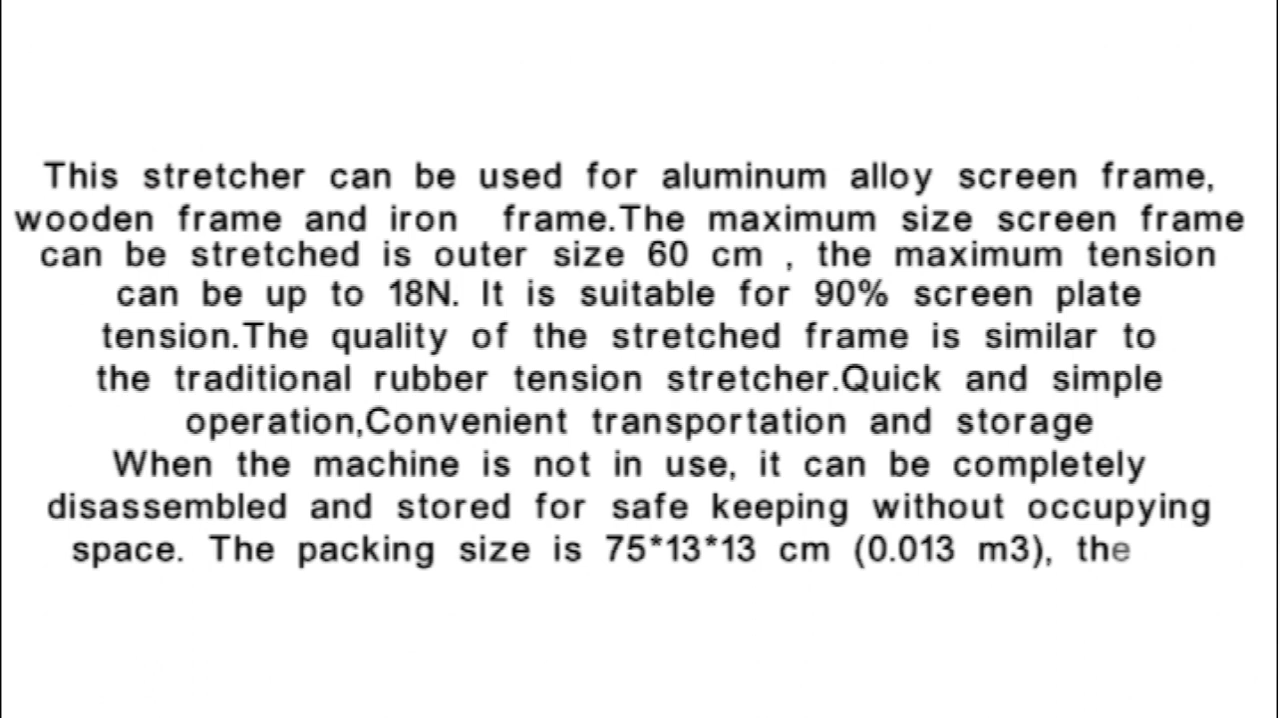 This stretcher can be used for aluminum alloy screen frame,
wooden frame and iron frame.The maximum size screen frame
can be stretched is outer size 60 cm , the maximum tension
can be up to 18N. It is suitable for 90% screen plate
tension.The quality of the stretched frame is similar to
the traditional rubber tension stretcher.Quick and simple
operation,Convenient transportation and storage
When the machine is not in use, it can be completely
disassembled and stored for safe keeping without occupying
space. The packing size is 75*13*13 cm (0.013 m3), the